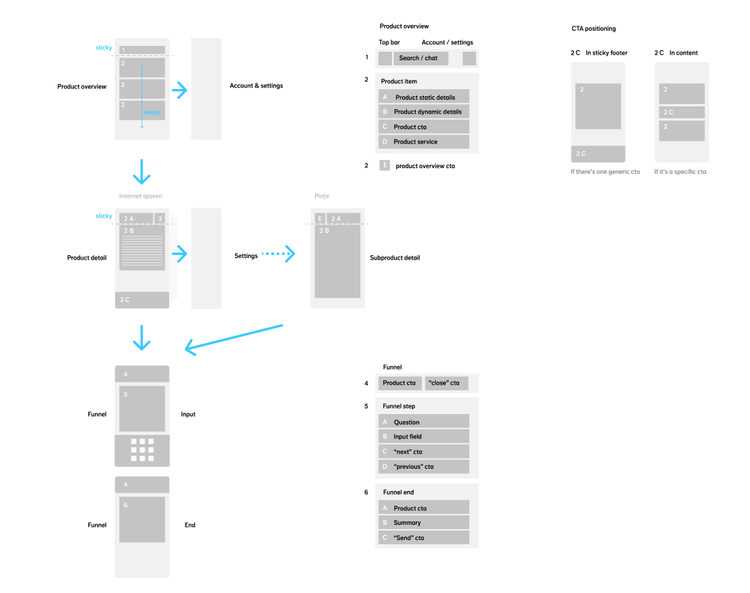 Product overview
Top bar
Account / settings
1
Search / chat
2
Product item
A Product static details
B Product dynamic details
C Product cta
D Product service
2
E
product overview cta
CTA positioning
2 C In sticky footer
2 C In content
2
2 C
2
2 C
2
If there's one generic cta
If it's a specific cta
sticky
1
2
2
2
swipe
Product overview
Account & settings
Internet sparen
Potje
sticky
2 A
3
2 B
2 C
Product detail
Settings
E
2 A
2 B
Subproduct detail
4
5
Funnel
Input
4
6
Funnel
End
Funnel
4
Product cta
"close" cta
5
Funnel step
A Question
B Input field
C "next" cta
D "previous" cta
6
Funnel end
A Product cta
B Summary
C "Send" cta